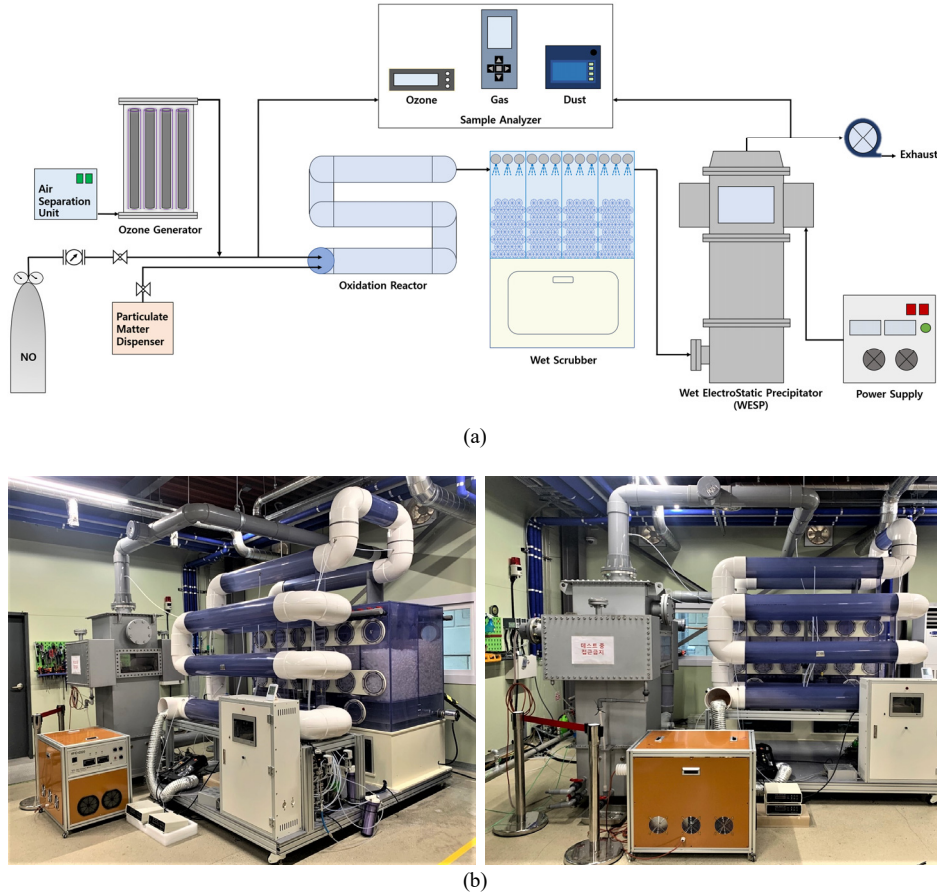 Ozone
Gas
Dust
Sample Analyzer
Exhaust
Air
Separation
Unit
Ozone Generator
Oxidation Reactor
Particulate
Matter
Dispenser
NO
Wet Scrubber
Wet ElectroStatic Precipitator
(WESP)
Power Supply
(a)
테스트 중
접근금지
(b)